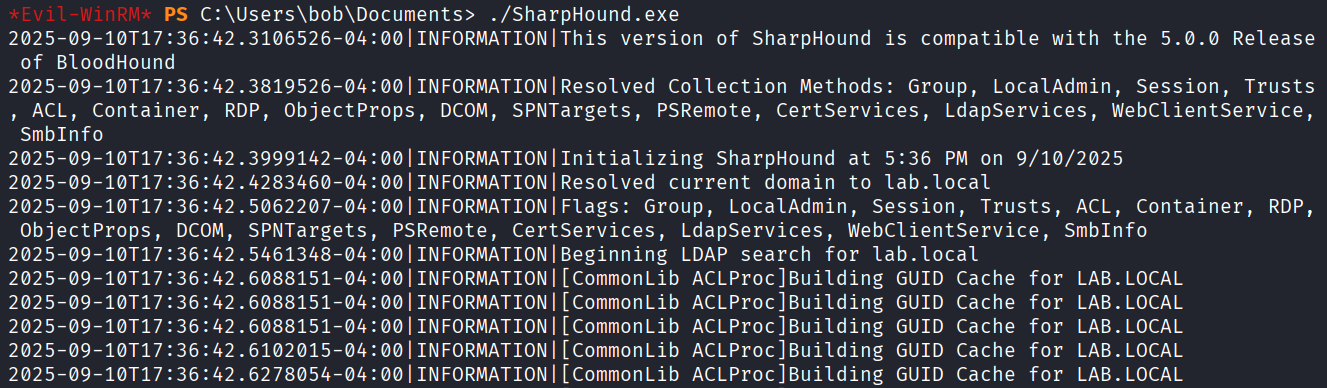 *Evil-WinRM* PS C:\Users\bob\Documents> ./SharpHound.exe
2025-09-10T17:36:42.3106526-04:00|INFORMATION|This version of SharpHound is compatible with the 5.0.0 Release
 of BloodHound
2025-09-10T17:36:42.3819526-04:00|INFORMATION|Resolved Collection Methods: Group, LocalAdmin, Session, Trusts
, ACL, Container, RDP, ObjectProps, DCOM, SPNTargets, PSRemote, CertServices, LdapServices, WebClientService,
 SmbInfo
2025-09-10T17:36:42.3999142-04:00|INFORMATION|Initializing SharpHound at 5:36 PM on 9/10/2025
2025-09-10T17:36:42.4283460-04:00|INFORMATION|Resolved current domain to lab.local
2025-09-10T17:36:42.5062207-04:00|INFORMATION|Flags: Group, LocalAdmin, Session, Trusts, ACL, Container, RDP,
 ObjectProps, DCOM, SPNTargets, PSRemote, CertServices, LdapServices, WebClientService, SmbInfo
2025-09-10T17:36:42.5461348-04:00|INFORMATION|Beginning LDAP search for lab.local
2025-09-10T17:36:42.6088151-04:00|INFORMATION|[CommonLib ACLProc]Building GUID Cache for LAB.LOCAL
2025-09-10T17:36:42.6088151-04:00|INFORMATION|[CommonLib ACLProc]Building GUID Cache for LAB.LOCAL
2025-09-10T17:36:42.6088151-04:00|INFORMATION|[CommonLib ACLProc]Building GUID Cache for LAB.LOCAL
2025-09-10T17:36:42.6102015-04:00|INFORMATION|[CommonLib ACLProc]Building GUID Cache for LAB.LOCAL
2025-09-10T17:36:42.6278054-04:00|INFORMATION|[CommonLib ACLProc]Building GUID Cache for LAB.LOCAL